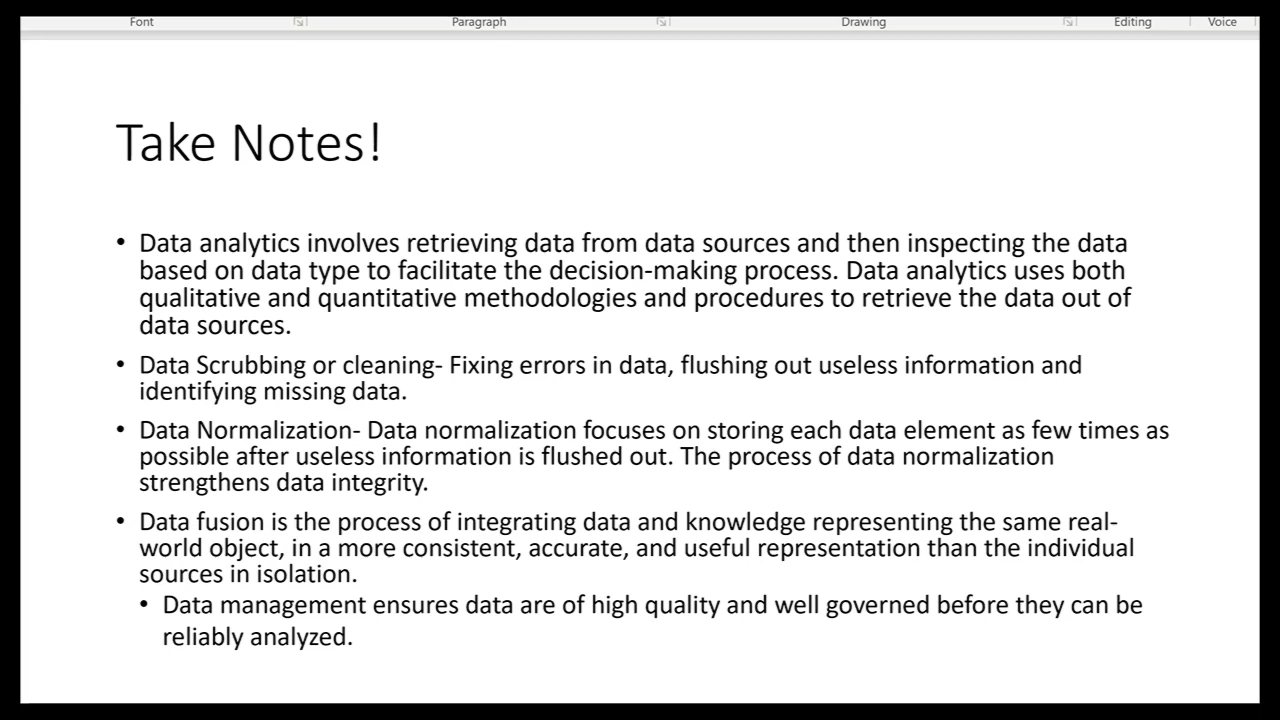 Font Paragraph Drawing Editing Voice
Take Notes!
• Data analytics involves retrieving data from data sources and then inspecting the data
based on data type to facilitate the decision-making process. Data analytics uses both
qualitative and quantitative methodologies and procedures to retrieve the data out of
data sources.
• Data Scrubbing or cleaning- Fixing errors in data, flushing out useless information and
identifying missing data.
• Data Normalization- Data normalization focuses on storing each data element as few times as
possible after useless information is flushed out. The process of data normalization
strengthens data integrity.
• Data fusion is the process of integrating data and knowledge representing the same real-
world object, in a more consistent, accurate, and useful representation than the individual
sources in isolation.
• Data management ensures data are of high quality and well governed before they can be
reliably analyzed.